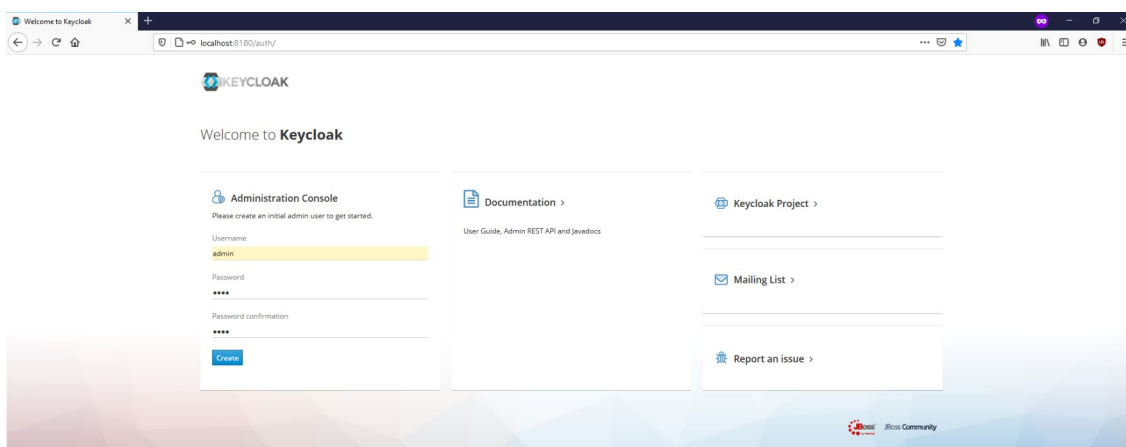 Welcome to Keycloak
localhost:8180/auth/
KEYCLOAK
Welcome to Keycloak
Administration Console
Please create an initial admin user to get started.
Username
admin
Password
••••
Password confirmation
••••
Create
Documentation >
User Guide, Admin REST API and Javadocs
Keycloak Project >
Mailing List >
Report an issue >
JBoss
JBoss Community